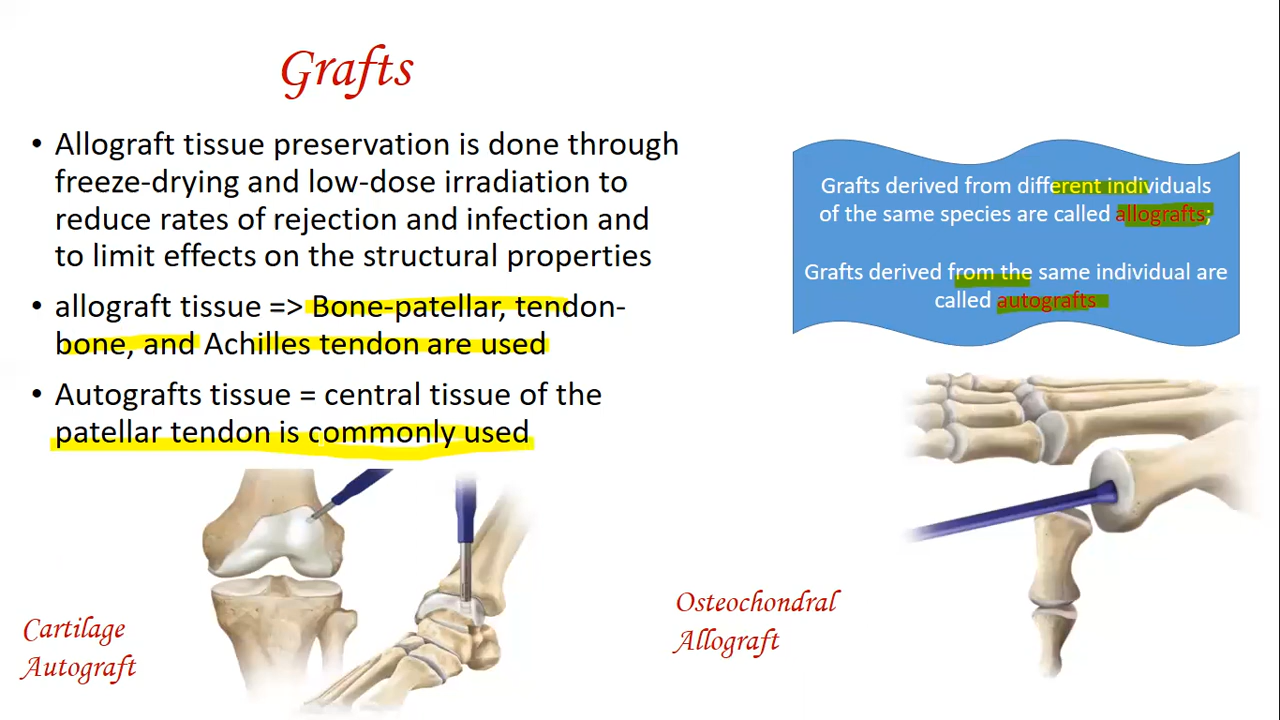 Grafts
• Allograft tissue preservation is done through
freeze-drying and low-dose irradiation to
reduce rates of rejection and infection and
to limit effects on the structural properties
• allograft tissue => Bone-patellar, tendon-
bone, and Achilles tendon are used
• Autografts tissue = central tissue of the
patellar tendon is commonly used
Grafts derived from different individuals
of the same species are called allografts;
Grafts derived from the same individual are
called autografts
Cartilage
Autograft
Osteochondral
Allograft